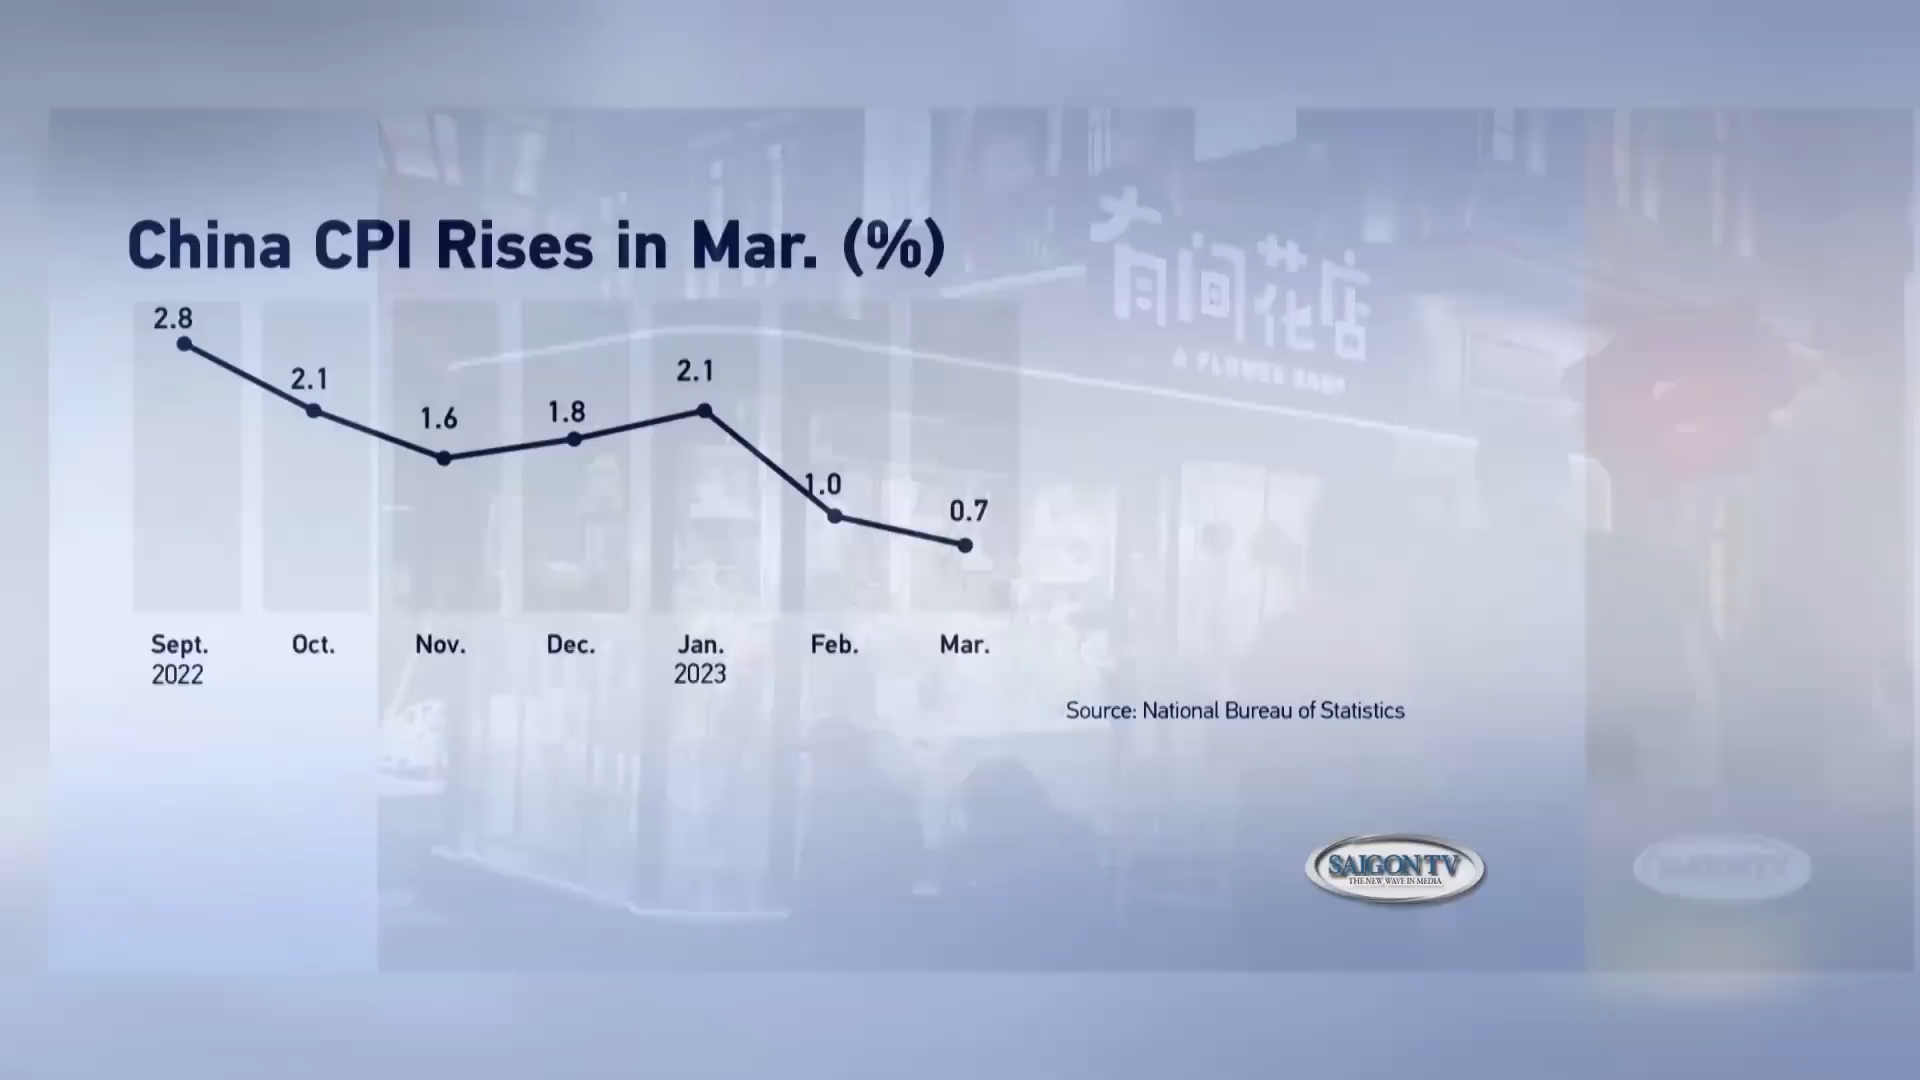 China CPI Rises in Mar. (%)
2.8
2.1
1.6
1.8
2.1
1.0
0.7
Sept. Oct. Nov. Dec. Jan. Feb. Mar.
2022 2023
Source: National Bureau of Statistics
有间花店
A FLOWER SHOP
SAIGON TV
THE NEW WAVE IN MEDIA